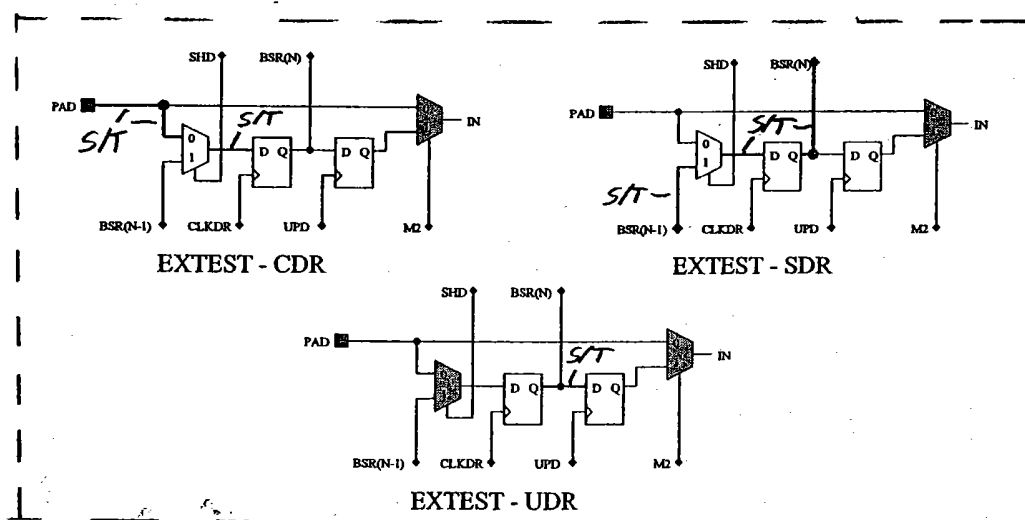 SHD BSR(N)
PAD
S/T S/T
0
1
D Q D Q
IN
BSR(N-1) CLKDR UPD M2
EXTEST - CDR
SHD BSR(N)
PAD
S/T
0
1
D Q D Q
IN
S/T
BSR(N-1) CLKDR UPD M2
EXTEST - SDR
SHD BSR(N)
PAD
S/T
D Q D Q
IN
BSR(N-1) CLKDR UPD M2
EXTEST - UDR